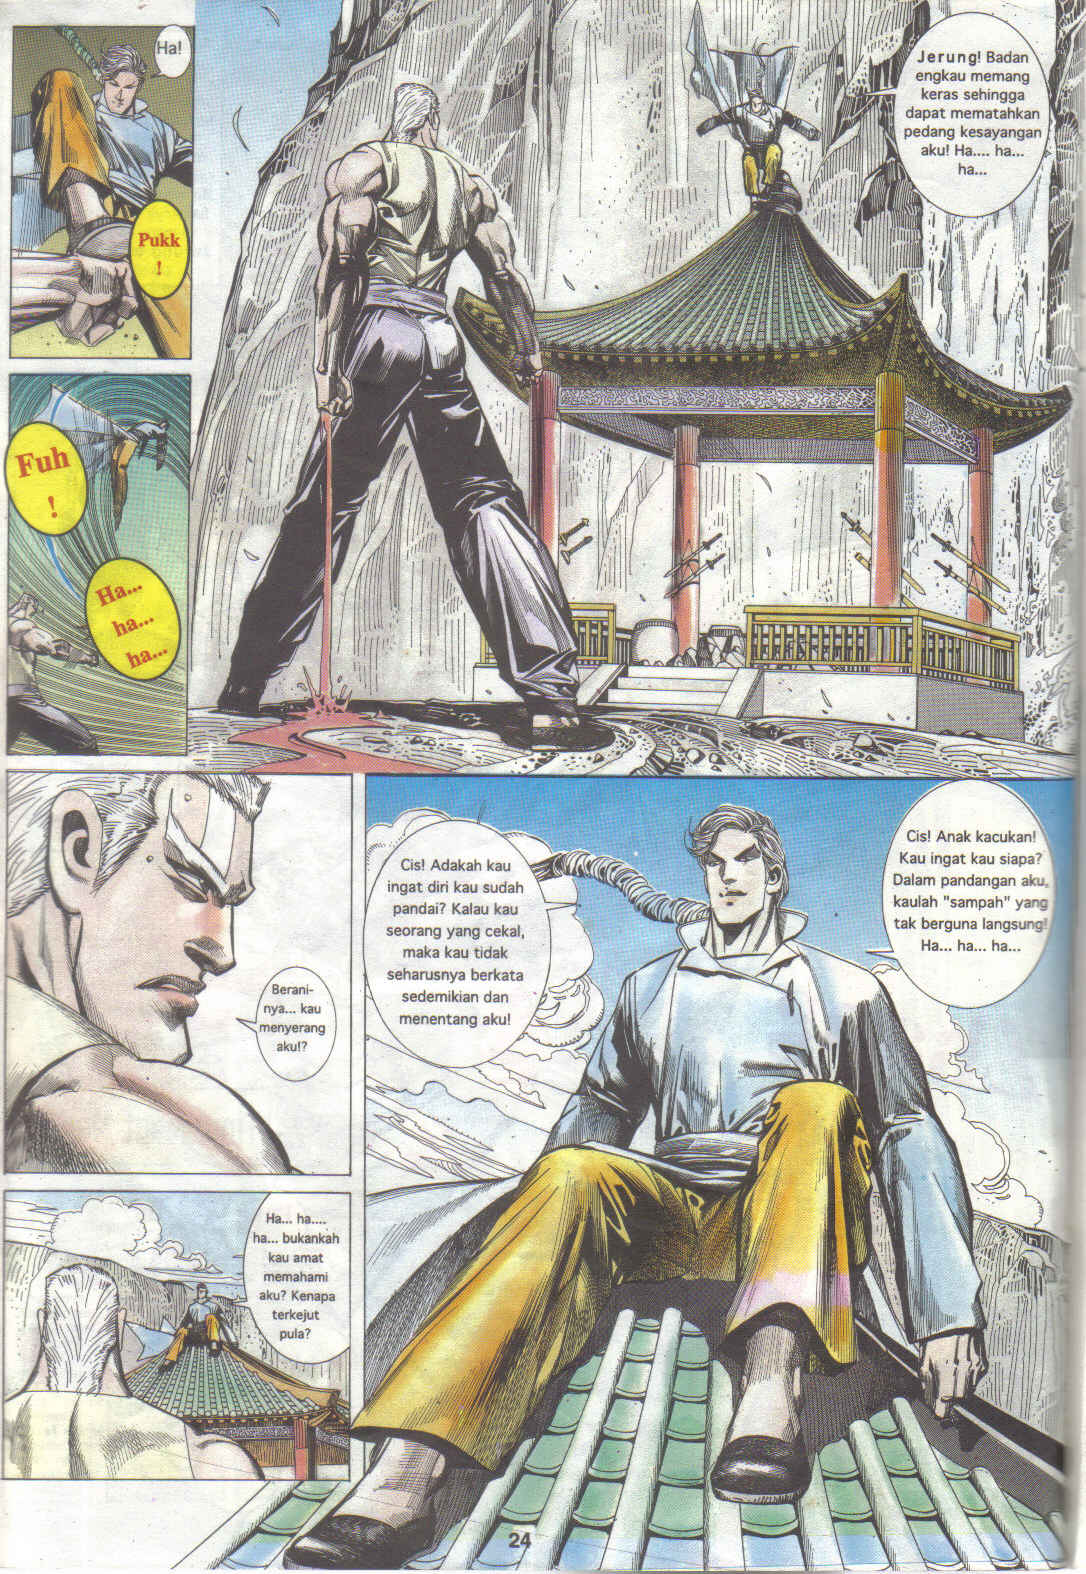 Ha!
Pukk
!
Fuh
!
Ha...
ha...
ha...
Jerung! Badan
engkau memang
keras sehingga
dapat mematahkan
pedang kesayangan
aku! Ha.... ha...
ha...
Berani-
nya... kau
menyerang
aku!?
Ha... ha....
ha... bukankah
kau amat
memahami
aku? Kenapa
terkejut
pula?
Cis! Adakah kau
ingat diri kau sudah
pandai? Kalau kau
seorang yang cekal,
maka kau tidak
seharusnya berkata
sedemikian dan
menentang aku!
Cis! Anak kacukan!
Kau ingat kau siapa?
Dalam pandangan aku,
kaulah "sampah" yang
tak berguna langsung!
Ha... ha... ha...
24